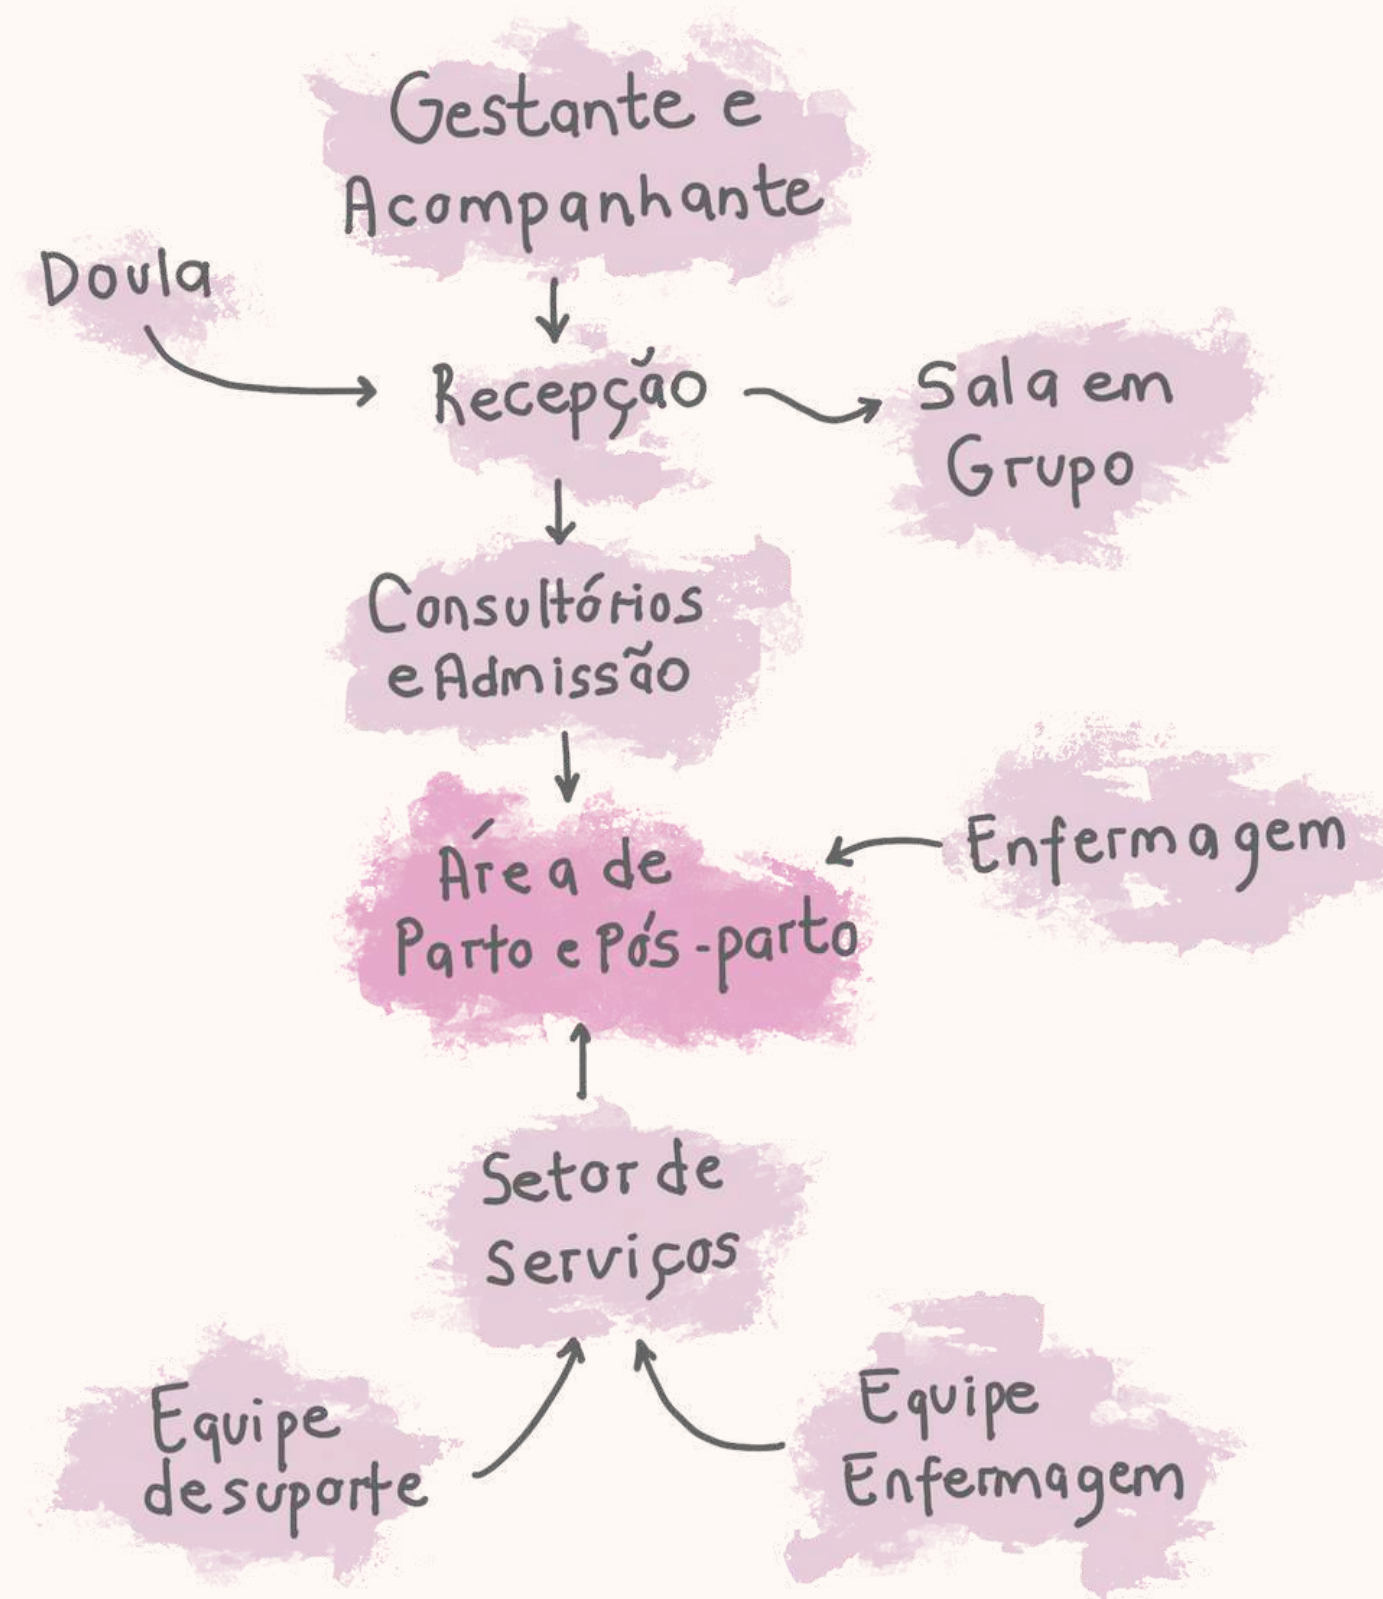 Gestante e
Acompanhante
Doula
Recepção
Sala em
Grupo
Consultórios
e Admissão
Área de
Parto e Pós-parto
Enfermagem
Setor de
Serviços
Equipe
de suporte
Equipe
Enfermagem